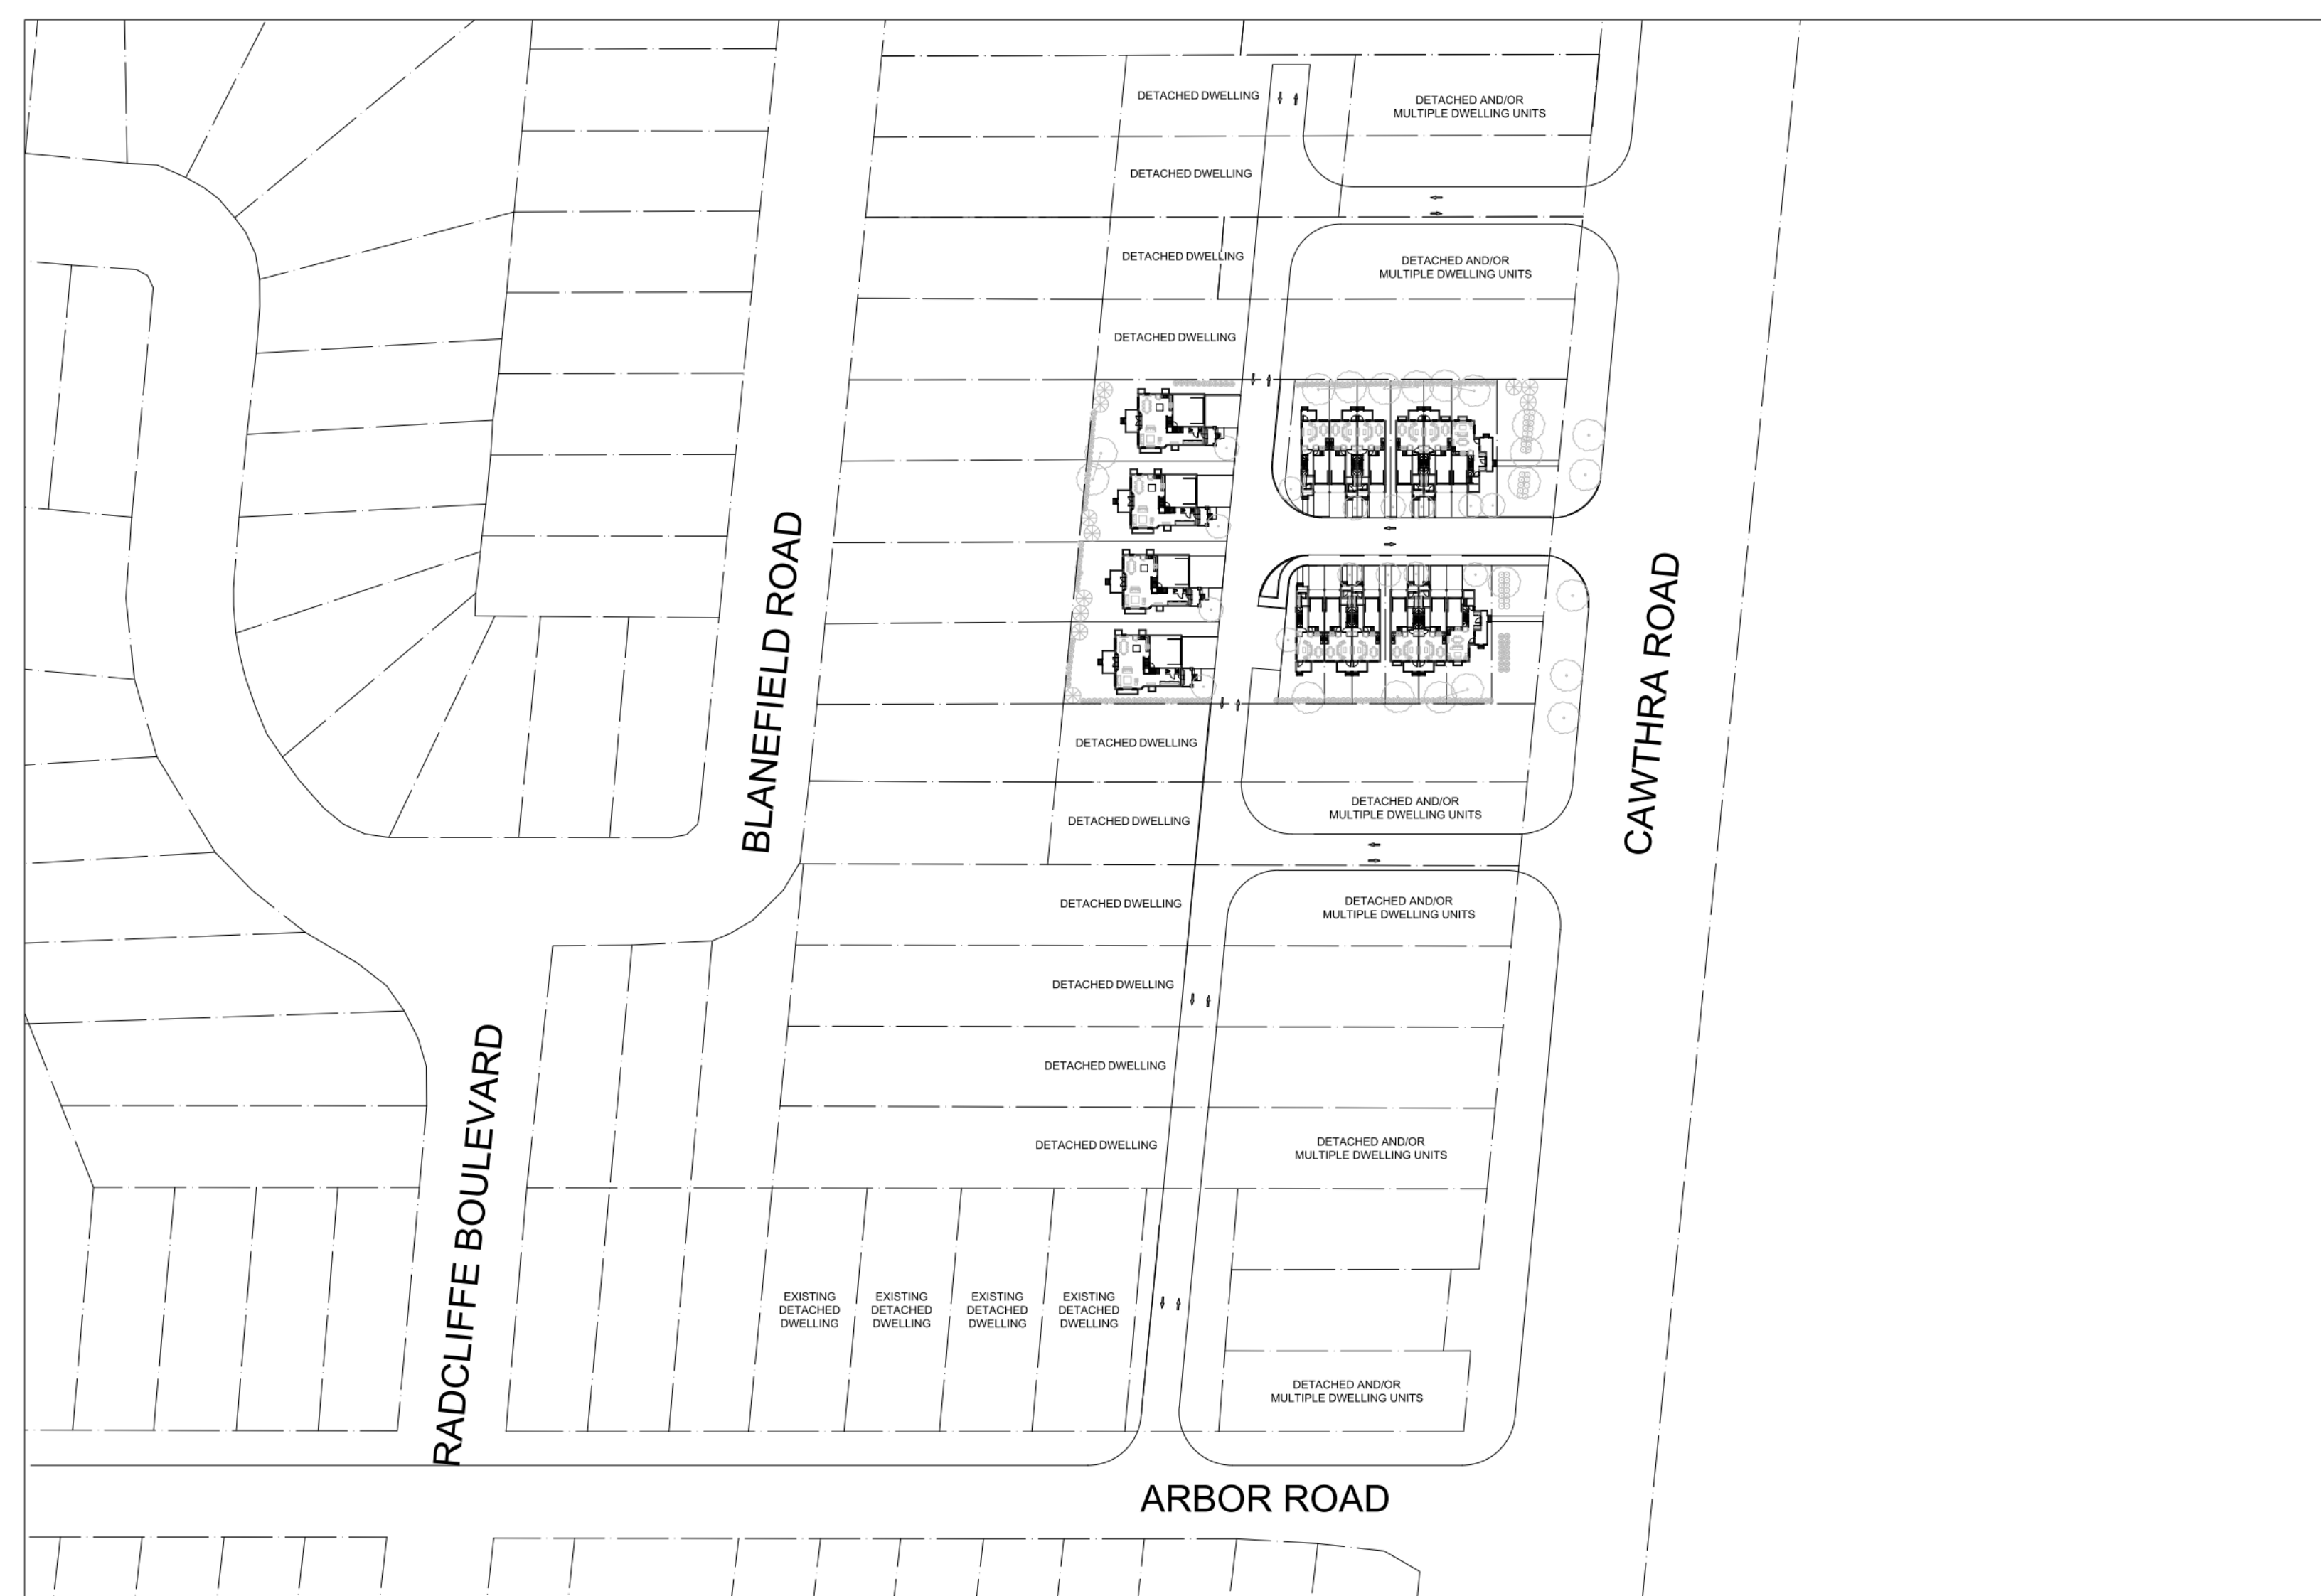 DETACHED DWELLING
DETACHED AND/OR
MULTIPLE DWELLING UNITS
DETACHED DWELLING
DETACHED DWELLING
DETACHED AND/OR
MULTIPLE DWELLING UNITS
DETACHED DWELLING
BLANEFIELD ROAD
CAWTHRA ROAD
DETACHED DWELLING
DETACHED AND/OR
MULTIPLE DWELLING UNITS
DETACHED DWELLING
DETACHED DWELLING
DETACHED AND/OR
MULTIPLE DWELLING UNITS
DETACHED DWELLING
RADCLIFFE BOULEVARD
DETACHED DWELLING
DETACHED DWELLING
DETACHED AND/OR
MULTIPLE DWELLING UNITS
EXISTING
DETACHED
DWELLING
EXISTING
DETACHED
DWELLING
EXISTING
DETACHED
DWELLING
EXISTING
DETACHED
DWELLING
DETACHED AND/OR
MULTIPLE DWELLING UNITS
ARBOR ROAD